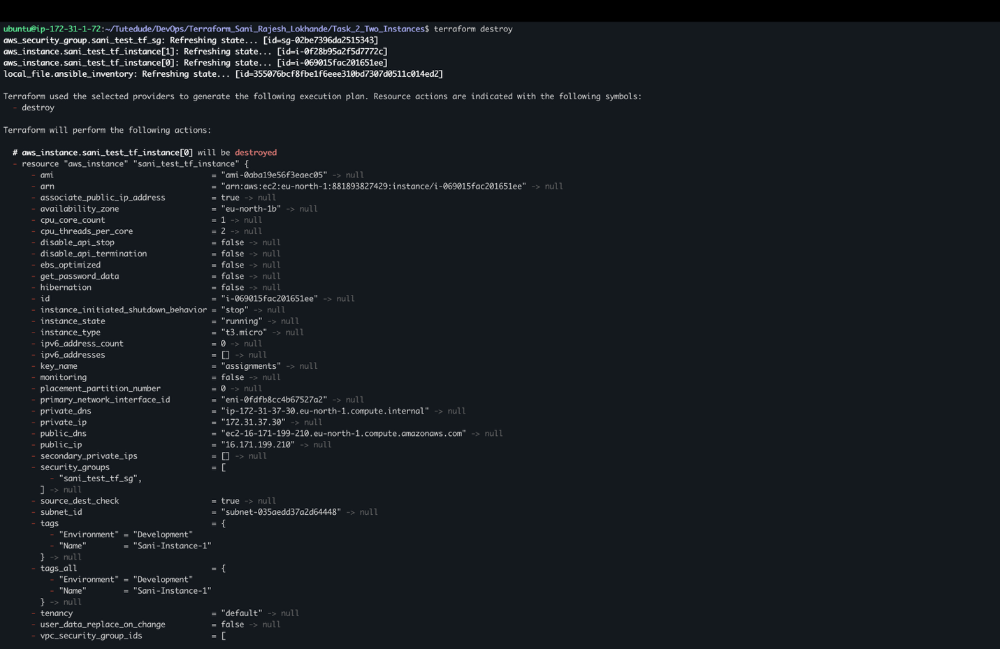 ubuntu@ip-172-31-1-72:~/Tutedude/DevOps/Terraform_Sani_Rajesh_Lokhande/Task_2_Two_Instances$ terraform destroy
aws_security_group.sani_test_tf_sg: Refreshing state... [id=sg-02be7396da2515343]
aws_instance.sani_test_tf_instance[1]: Refreshing state... [id=i-0f28b95a2f5d7772c]
aws_instance.sani_test_tf_instance[0]: Refreshing state... [id=i-069015fac201651ee]
local_file.ansible_inventory: Refreshing state... [id=355076bcf8fbe1f6eee310bd7307d0511c014ed2]

Terraform used the selected providers to generate the following execution plan. Resource actions are indicated with the following symbols:
  - destroy

Terraform will perform the following actions:

  # aws_instance.sani_test_tf_instance[0] will be destroyed
  - resource "aws_instance" "sani_test_tf_instance" {
      - ami                                  = "ami-0aba19e56f3eaec05" -> null
      - arn                                  = "arn:aws:ec2:eu-north-1:881893827429:instance/i-069015fac201651ee" -> null
      - associate_public_ip_address          = true -> null
      - availability_zone                    = "eu-north-1b" -> null
      - cpu_core_count                       = 1 -> null
      - cpu_threads_per_core                 = 2 -> null
      - disable_api_stop                     = false -> null
      - disable_api_termination              = false -> null
      - ebs_optimized                        = false -> null
      - get_password_data                    = false -> null
      - hibernation                          = false -> null
      - id                                   = "i-069015fac201651ee" -> null
      - instance_initiated_shutdown_behavior = "stop" -> null
      - instance_state                       = "running" -> null
      - instance_type                        = "t3.micro" -> null
      - ipv6_address_count                   = 0 -> null
      - ipv6_addresses                       = [] -> null
      - key_name                             = "assignments" -> null
      - monitoring                           = false -> null
      - placement_partition_number           = 0 -> null
      - primary_network_interface_id         = "eni-0fdfb8cc4b67527a2" -> null
      - private_dns                          = "ip-172-31-37-30.eu-north-1.compute.internal" -> null
      - private_ip                           = "172.31.37.30" -> null
      - public_dns                           = "ec2-16-171-199-210.eu-north-1.compute.amazonaws.com" -> null
      - public_ip                            = "16.171.199.210" -> null
      - secondary_private_ips                = [] -> null
      - security_groups                      = [
          - "sani_test_tf_sg",
        ] -> null
      - source_dest_check                    = true -> null
      - subnet_id                            = "subnet-035aedd37a2d64448" -> null
      - tags                                 = {
          - "Environment" = "Development"
          - "Name"        = "Sani-Instance-1"
        } -> null
      - tags_all                             = {
          - "Environment" = "Development"
          - "Name"        = "Sani-Instance-1"
        } -> null
      - tenancy                              = "default" -> null
      - user_data_replace_on_change          = false -> null
      - vpc_security_group_ids               = [